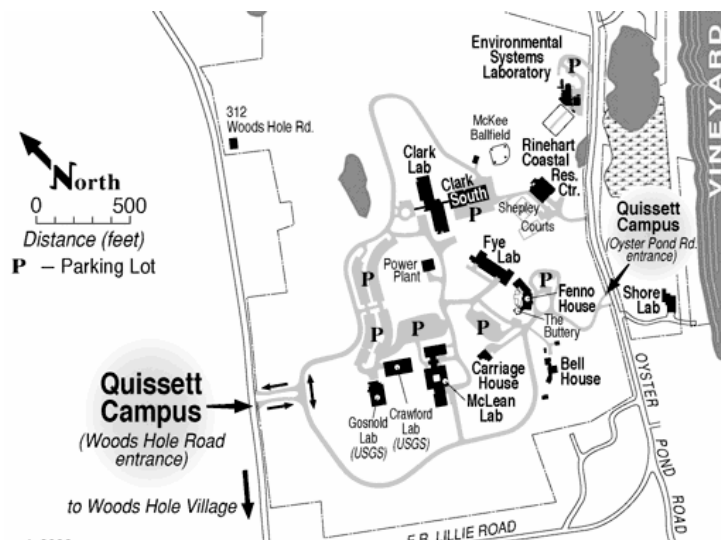 Environmental
Systems
Laboratory
P
VINEYARD
312
Woods Hole Rd.
McKee
Ballfield
Rinehart
Coastal
Res.
Ctr.
Clark
Lab
Clark
South
P
North
0 500
Distance (feet)
P – Parking Lot
Shepley
Courts
Quissett
Campus
(Oyster Pond Rd.
entrance)
Fye
Lab
Power
Plant
P
P
Fenno
House
Shore
Lab
The
Buttery
P
P
P
Carriage
House
Bell
House
McLean
Lab
Quissett
Campus
(Woods Hole Road
entrance)
Gosnold
Lab
(USGS)
Crawford
Lab
(USGS)
OYSTER
POND
ROAD
to Woods Hole Village
F.R. LILLIE ROAD